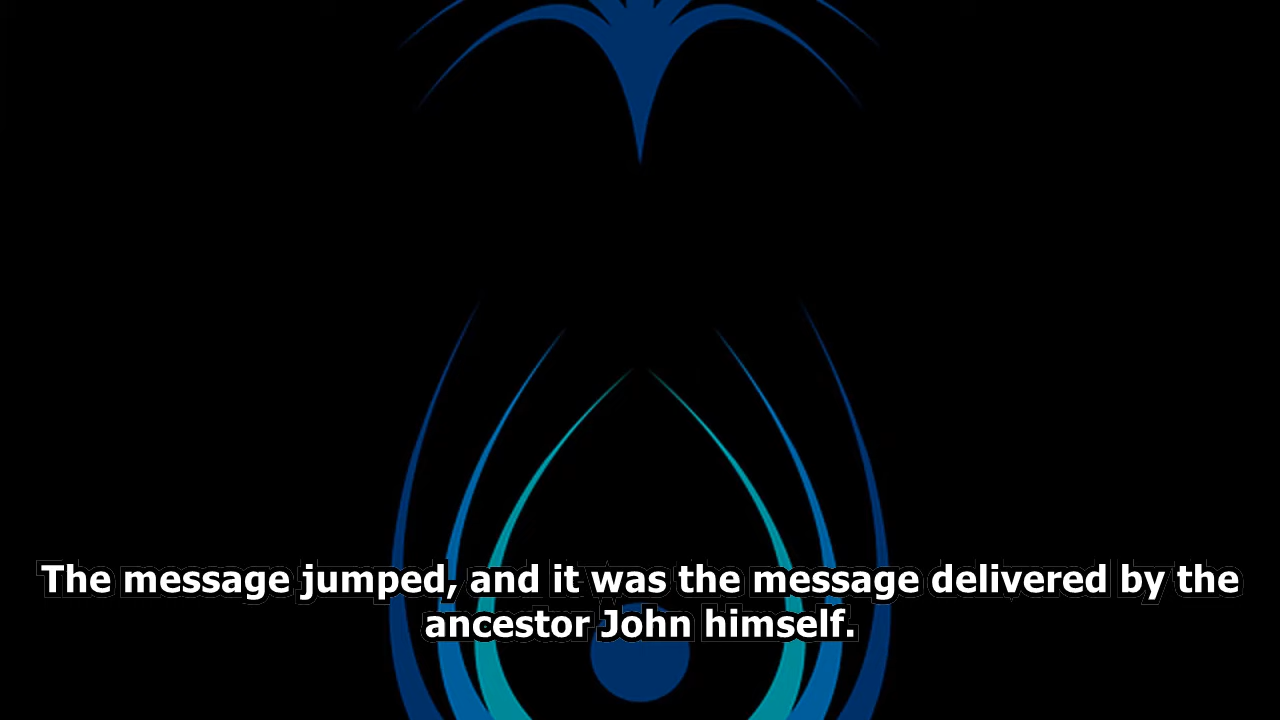 The message jumped, and it was the message delivered by the
ancestor John himself.